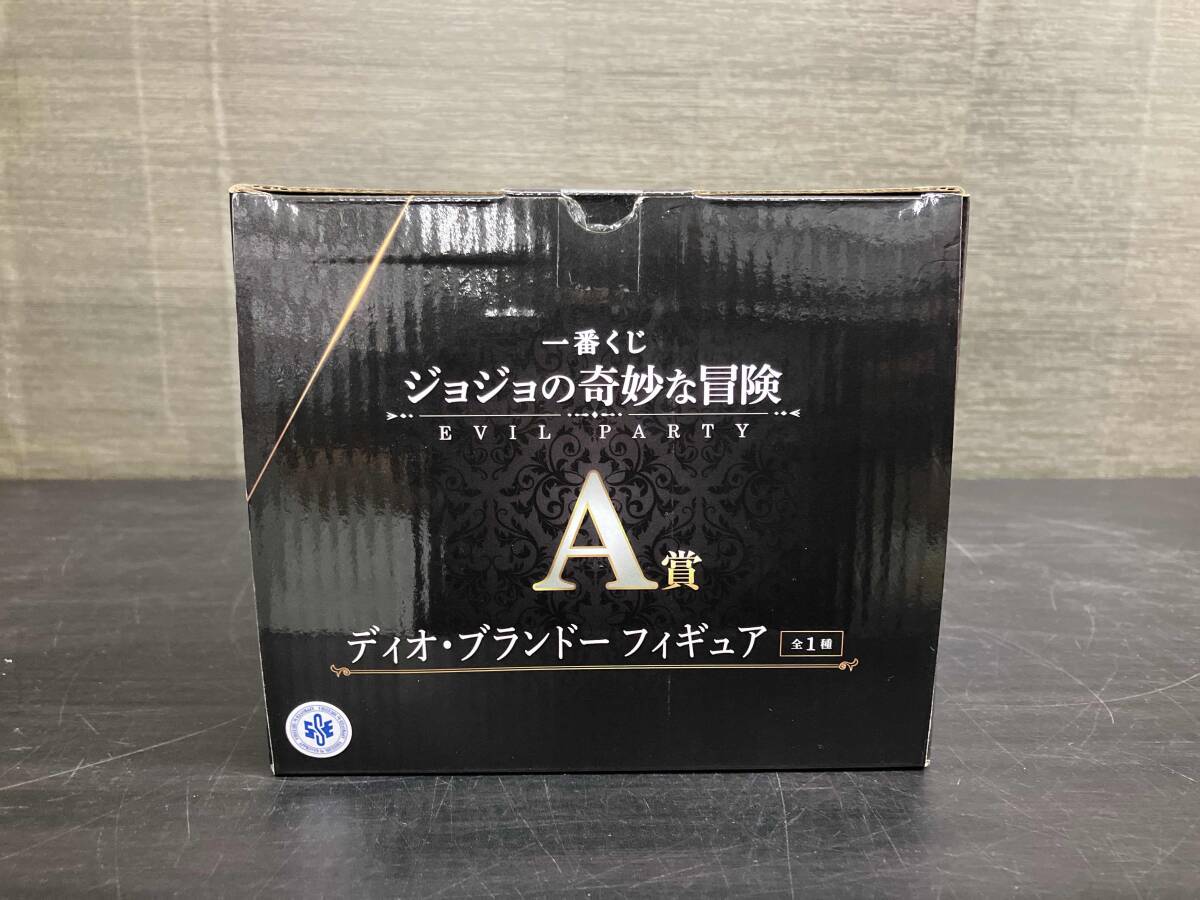 一番くじ
ジョジョの奇妙な冒険
EVIL PARTY
A賞
ディオ・ブランドー フィギュア 全1種